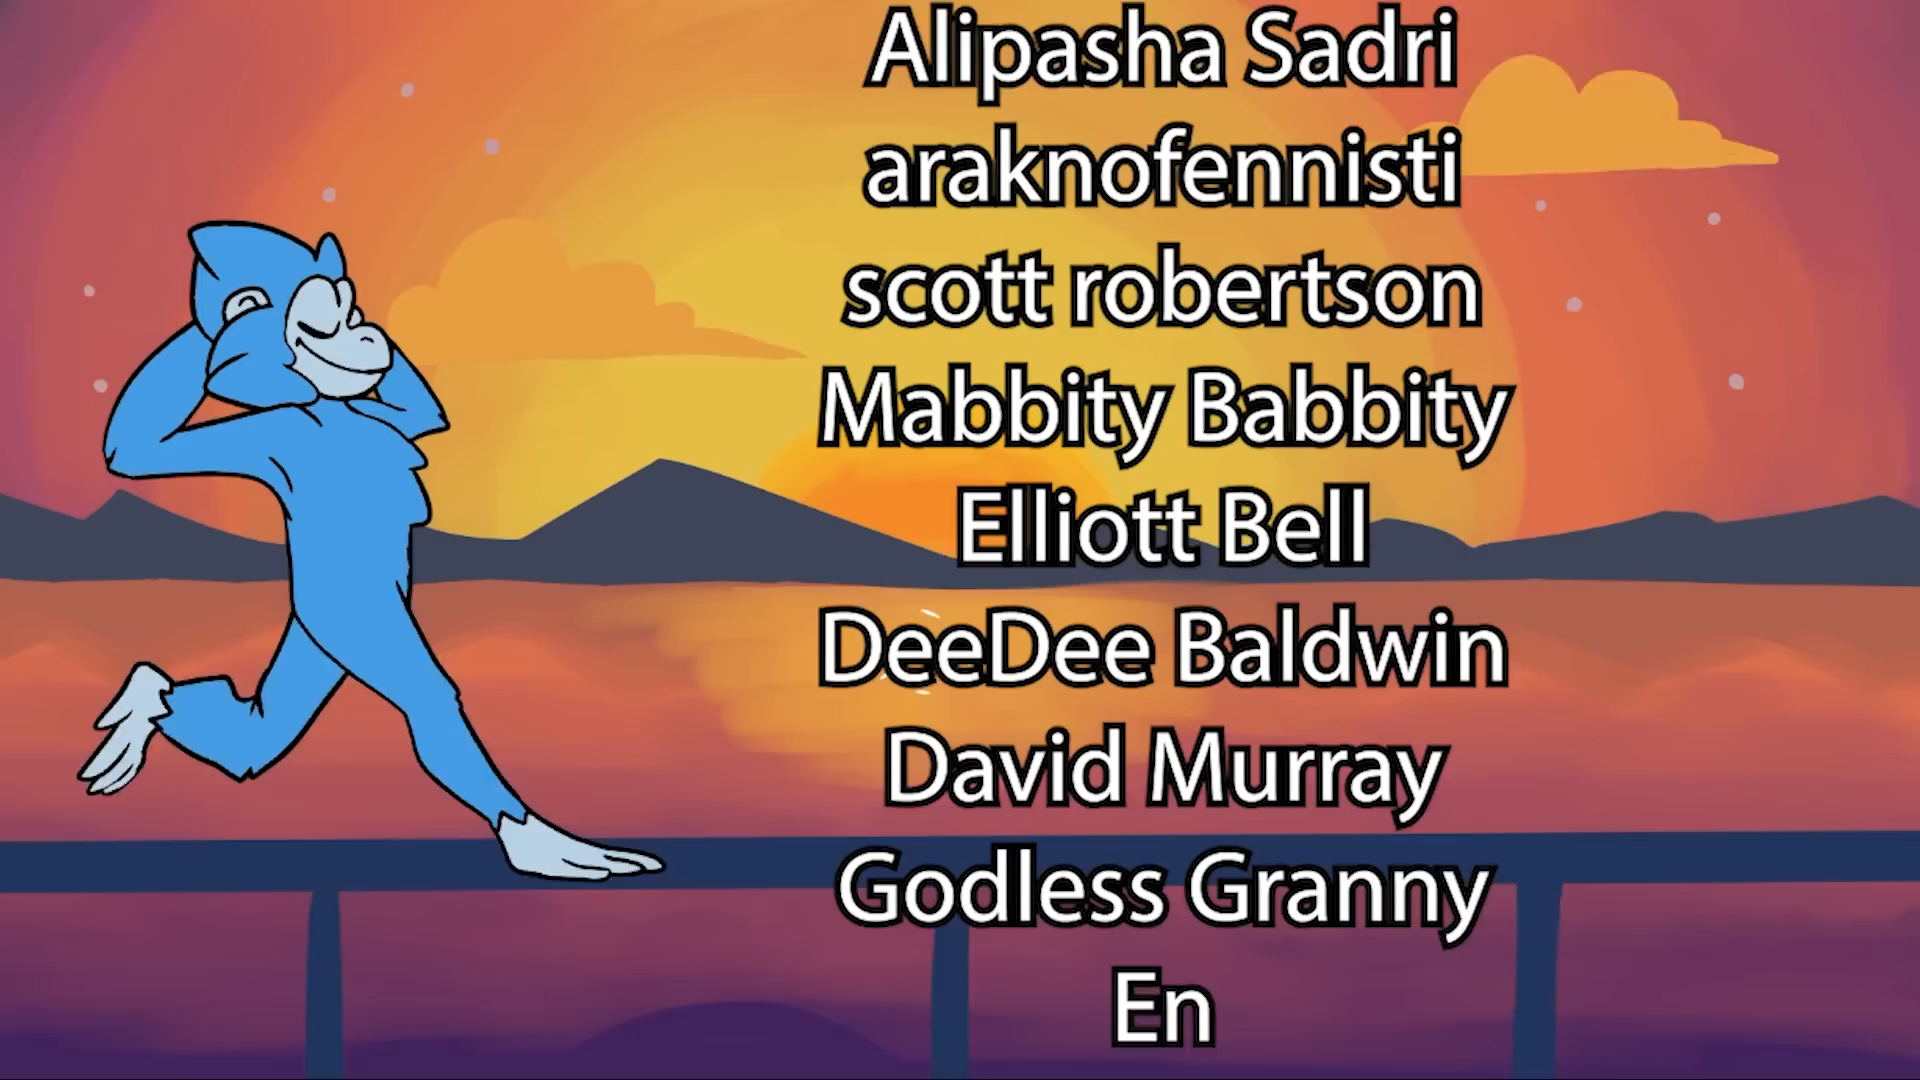 Alipasha Sadri
araknofennisti
scott robertson
Mabbity Babbity
Elliott Bell
DeeDee Baldwin
David Murray
Godless Granny
En